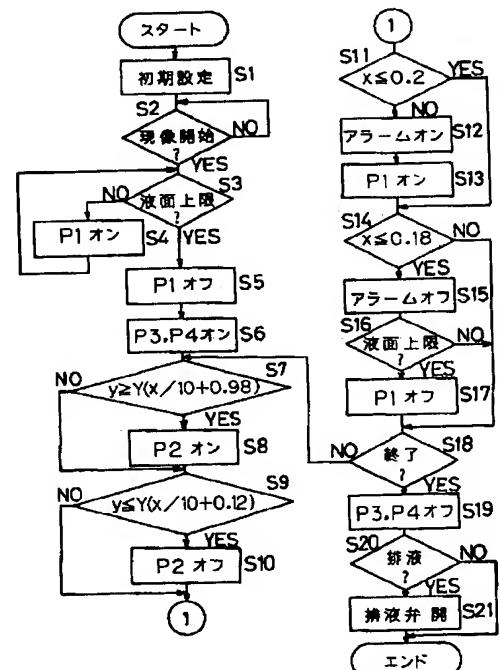 スタート
初期設定 S1
S2
現像開始 NO
?
YES
S3
NO 液面上限
?
P1 オン S4 YES
P1 オフ S5
P3.P4オン S6
S7
NO y≧Y(x/10+0.98)
YES
P2 オン S8
S9
NO y≦Y(x/10+0.12)
YES
P2 オフ S10
1
1
S11
x≦0.2 YES
NO
アラームオン S12
P1 オン S13
S14
x≦0.18 NO
YES
アラームオフ S15
S16
液面上限 NO
?
YES
P1 オフ S17
NO 終了 S18
?
YES
P3.P4オフ S19
S20
排液 NO
?
YES
排液弁開 S21
エンド